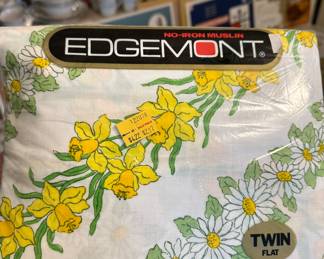 NO-IRON MUSLIN
EDGEMONT®
TWIN
FLAT